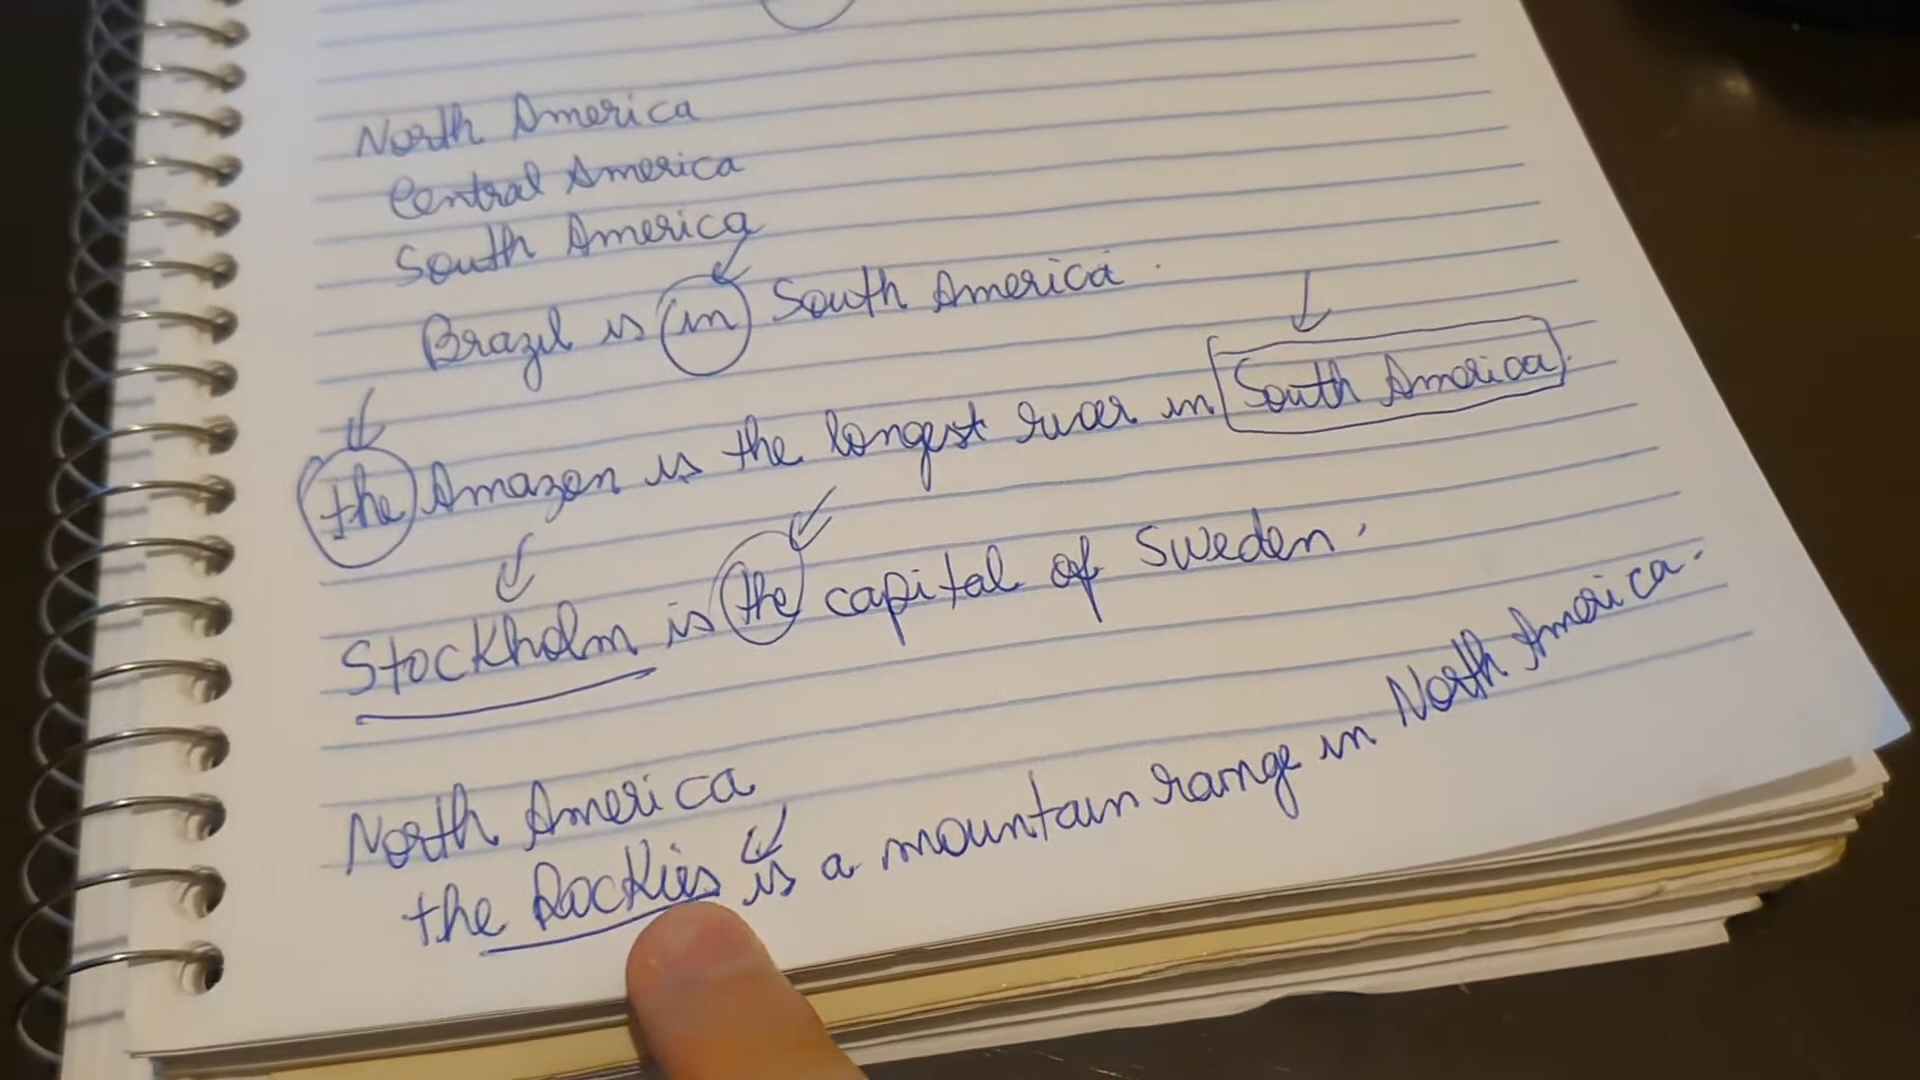 North America
Central America
South America
Brazil is in South America.
the Amazon is the longest river in South America.
Stockholm is the capital of Sweden.
North America
the Rockies is a mountain range in North America.